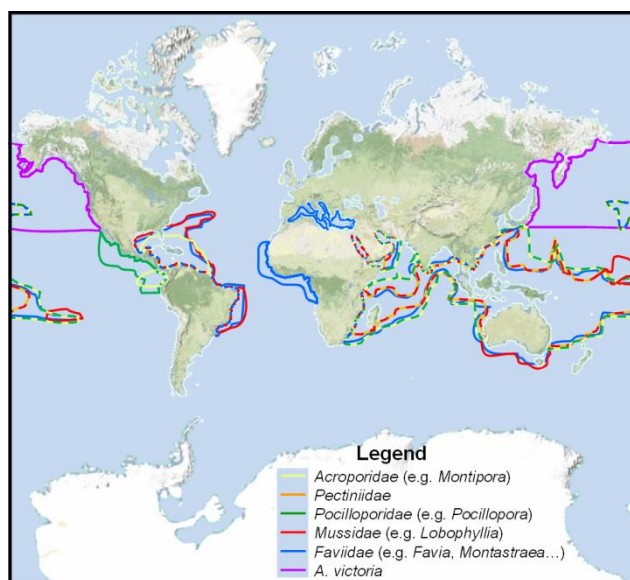 Legend
Acroporidae (e.g. Montipora)
Pectiniidae
Pocilloporidae (e.g. Pocillopora)
Mussidae (e.g. Lobophyllia)
Faviidae (e.g. Favia, Montastraea...)
A. victoria